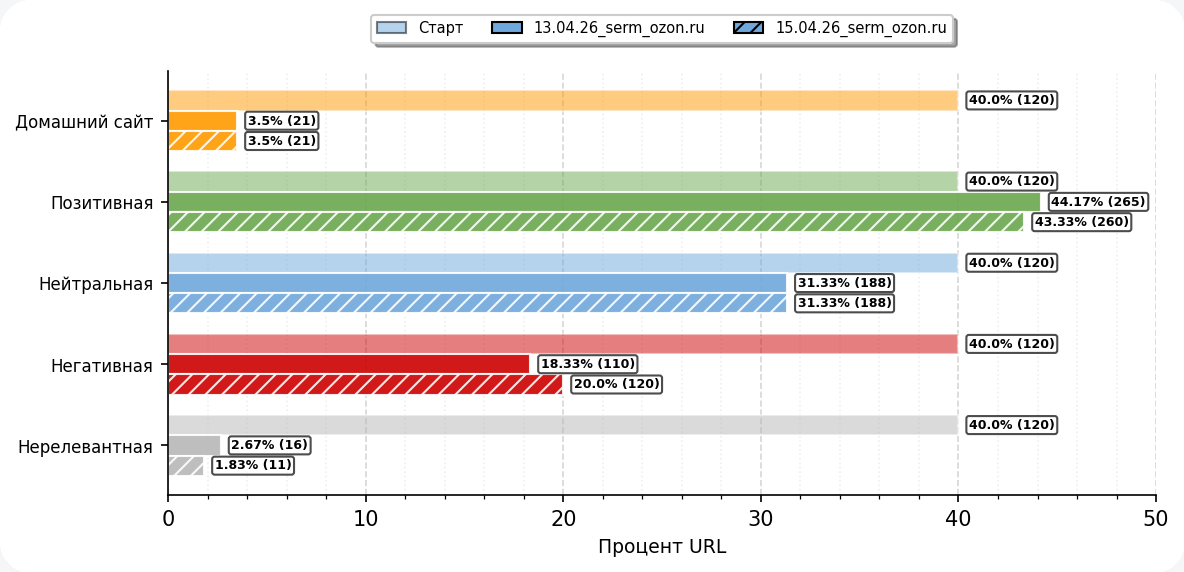 Старт 13.04.26_serm_ozon.ru 15.04.26_serm_ozon.ru
40.0% (120)
Домашний сайт 3.5% (21)
3.5% (21)
40.0% (120)
Позитивная 44.17% (265)
43.33% (260)
40.0% (120)
Нейтральная 31.33% (188)
31.33% (188)
40.0% (120)
Негативная 18.33% (110)
20.0% (120)
40.0% (120)
Нерелевантная 2.67% (16)
1.83% (11)
0 10 20 30 40 50
Процент URL